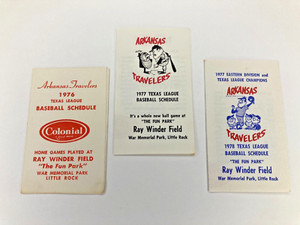 Arkansas Travelers
1976
TEXAS LEAGUE
BASEBALL SCHEDULE
Colonial
HOME GAMES PLAYED AT
RAY WINDER FIELD
"The Fun Park"
WAR MEMORIAL PARK
LITTLE ROCK
ARKANSAS
TRAVELERS
1977 TEXAS LEAGUE
BASEBALL SCHEDULE
It's a whole new ball game at
"THE FUN PARK"
Ray Winder Field
War Memorial Park, Little Rock
1977 EASTERN DIVISION and
TEXAS LEAGUE CHAMPIONS
ARKANSAS
TRAVELERS
1978 TEXAS LEAGUE
BASEBALL SCHEDULE
"THE FUN PARK"
Ray Winder Field
War Memorial Park, Little Rock